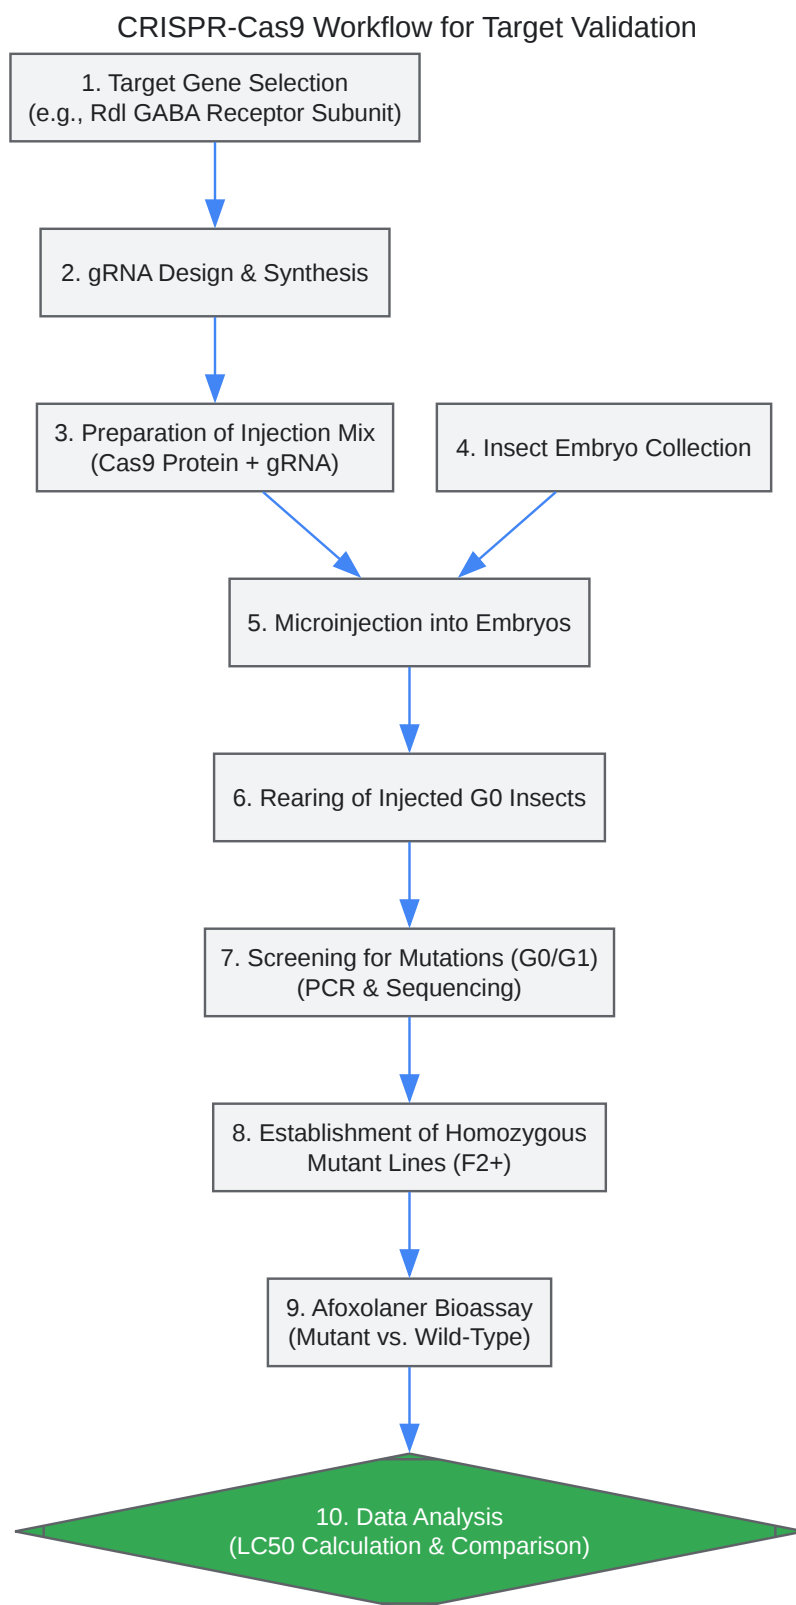 CRISPR-Cas9 Workflow for Target Validation
1. Target Gene Selection
(e.g., Rdl GABA Receptor Subunit)
2. gRNA Design & Synthesis
3. Preparation of Injection Mix
(Cas9 Protein + gRNA)
4. Insect Embryo Collection
5. Microinjection into Embryos
6. Rearing of Injected G0 Insects
7. Screening for Mutations (G0/G1)
(PCR & Sequencing)
8. Establishment of Homozygous
Mutant Lines (F2+)
9. Afoxolaner Bioassay
(Mutant vs. Wild-Type)
10. Data Analysis
(LC50 Calculation & Comparison)